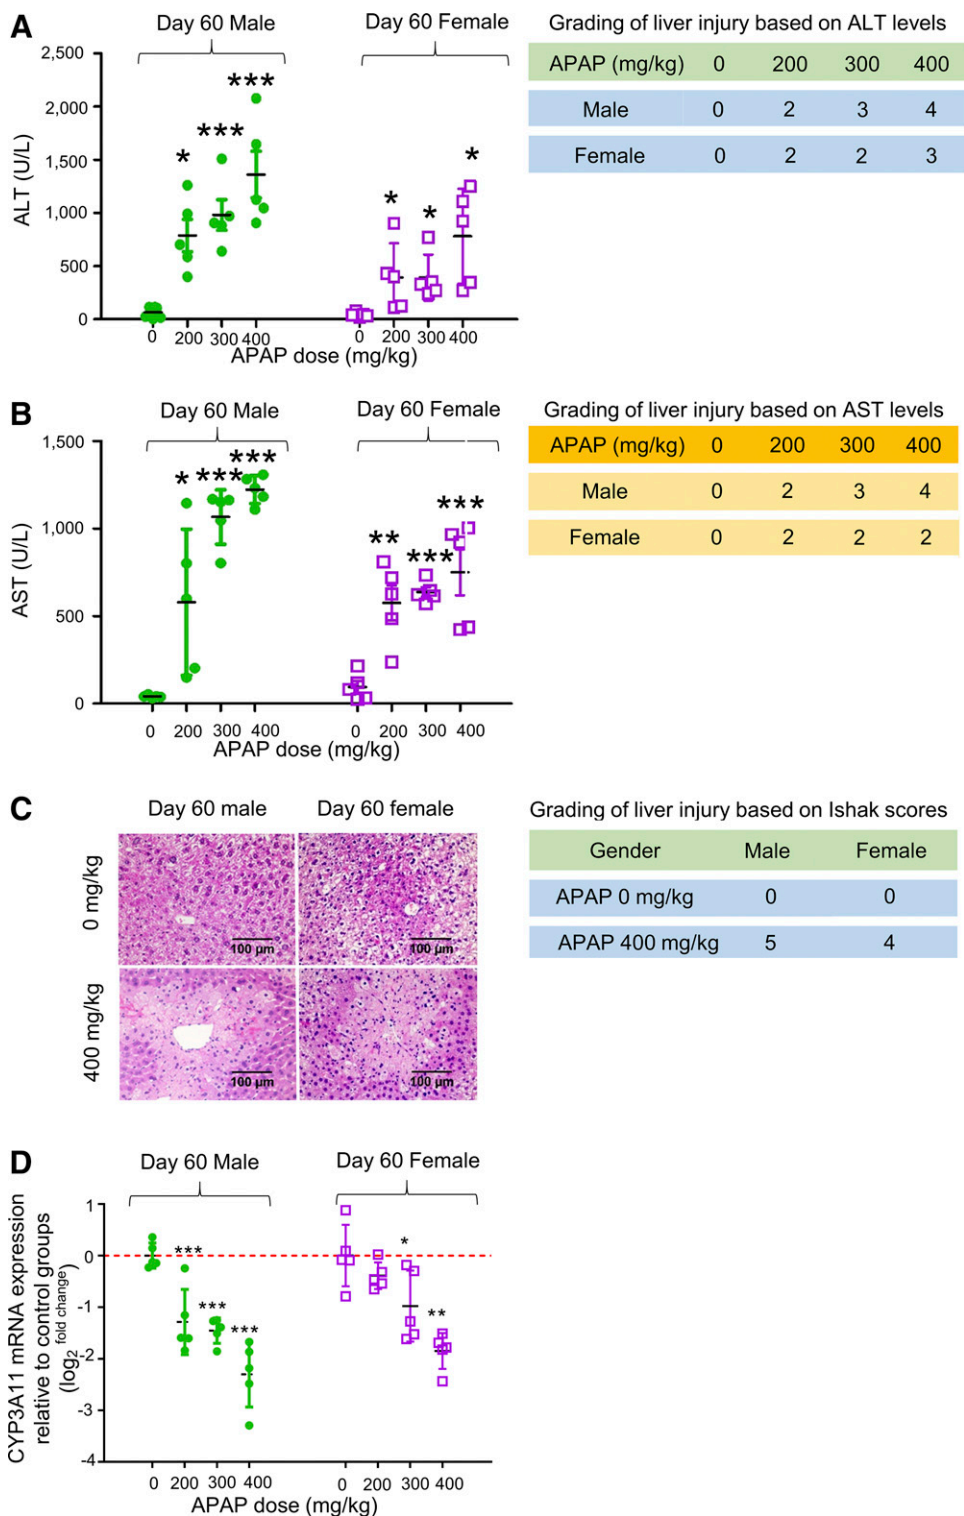 A
Day 60 Male
Day 60 Female
Grading of liver injury based on ALT levels
ALT (U/L)
2,500
2,000
1,500
1,000
500
0
* *** ***
* * *
0 200 300 400
0 200 300 400
APAP dose (mg/kg)
APAP (mg/kg) 0 200 300 400
Male 0 2 3 4
Female 0 2 2 3
B
Day 60 Male
Day 60 Female
Grading of liver injury based on AST levels
AST (U/L)
1,500
1,000
500
0
* *** ***
** *** ***
0 200 300 400
0 200 300 400
APAP dose (mg/kg)
APAP (mg/kg) 0 200 300 400
Male 0 2 3 4
Female 0 2 2 2
C
Day 60 male
Day 60 female
Grading of liver injury based on Ishak scores
0 mg/kg
100 µm
100 µm
400 mg/kg
100 µm
100 µm
Gender Male Female
APAP 0 mg/kg 0 0
APAP 400 mg/kg 5 4
D
Day 60 Male
Day 60 Female
CYP3A11 mRNA expression
relative to control groups
(log2 fold change)
1
0
-1
-2
-3
-4
*** *** ***
* **
0 200 300 400
0 200 300 400
APAP dose (mg/kg)